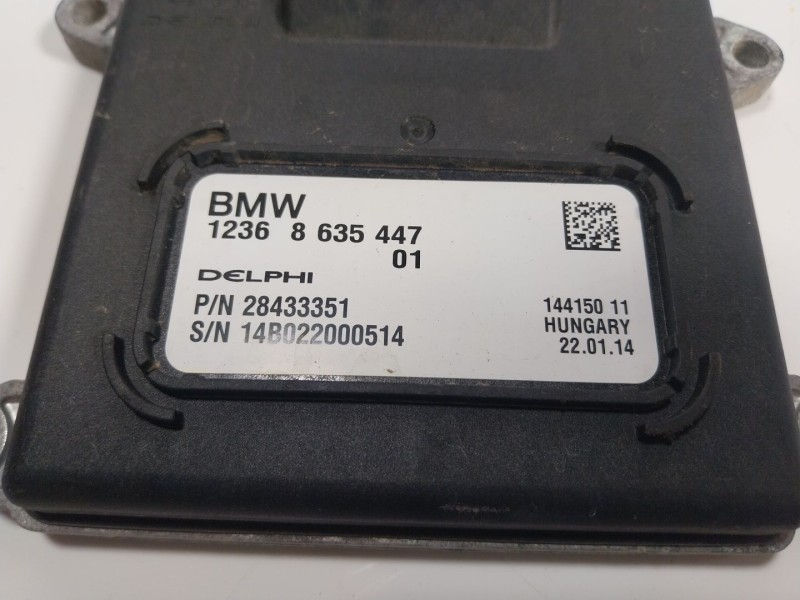 BMW
1236 8 635 447
01
DELPHI
P/N 28433351
S/N 14B022000514
144150 11
HUNGARY
22.01.14